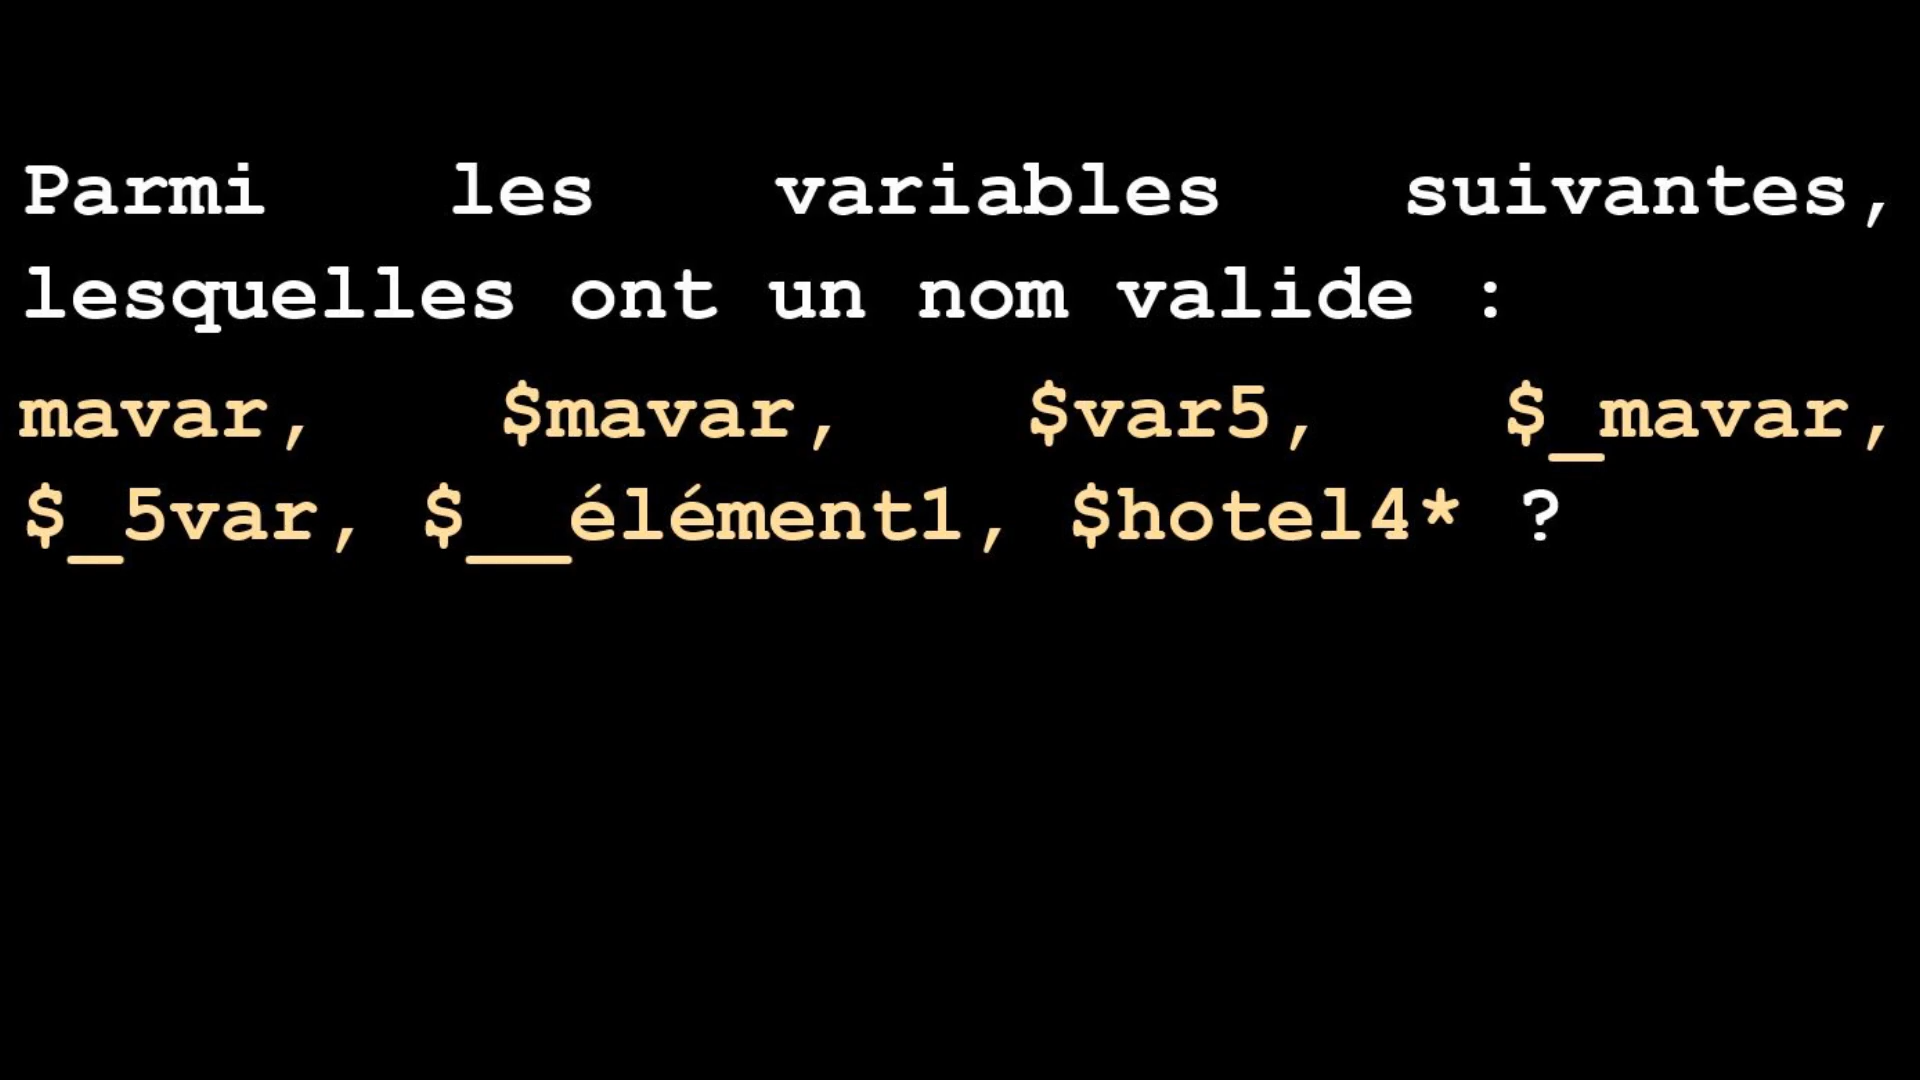 Parmi les variables suivantes,
lesquelles ont un nom valide :
mavar, $mavar, $var5, $_mavar,
$_5var, $__élément1, $hotel4* ?